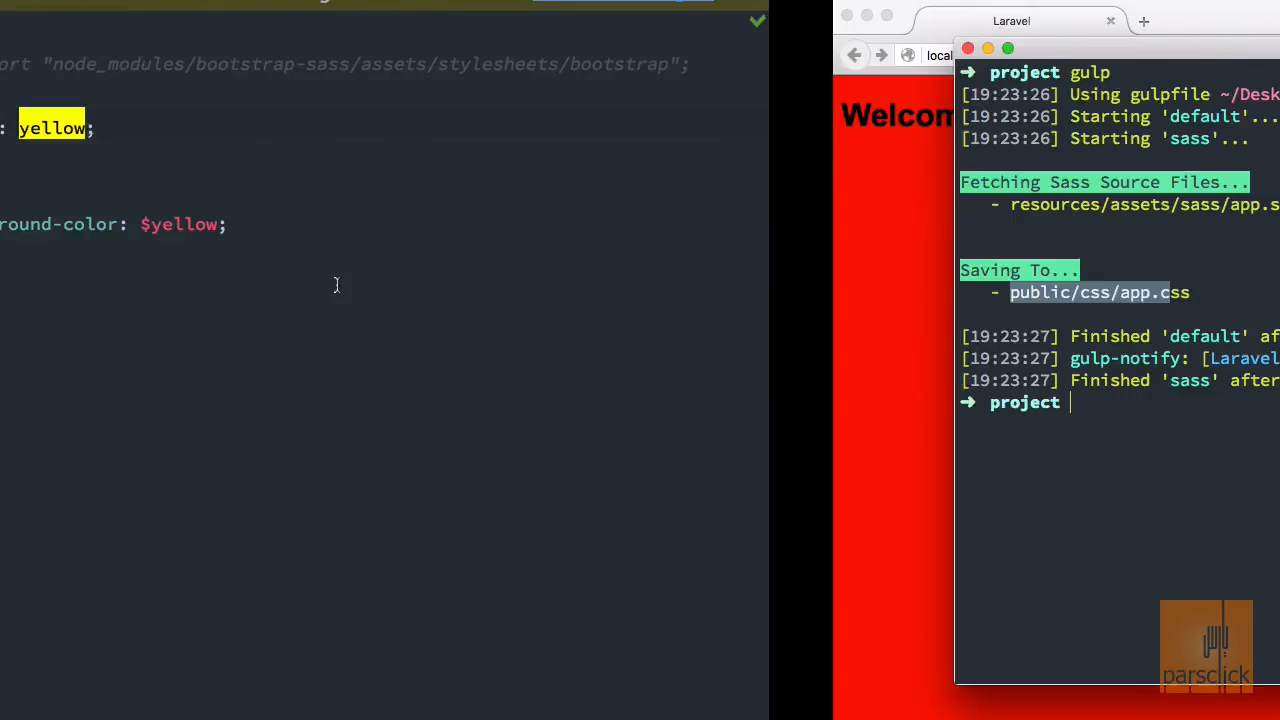 ort "node_modules/bootstrap-sass/assets/stylesheets/bootstrap";
: yellow;
round-color: $yellow;
Laravel
local
Welcom
➜ project gulp
[19:23:26] Using gulpfile ~/Desk
[19:23:26] Starting 'default'...
[19:23:26] Starting 'sass'...
Fetching Sass Source Files...
- resources/assets/sass/app.s
Saving To...
- public/css/app.css
[19:23:27] Finished 'default' af
[19:23:27] gulp-notify: [Laravel
[19:23:27] Finished 'sass' after
➜ project
parsclick